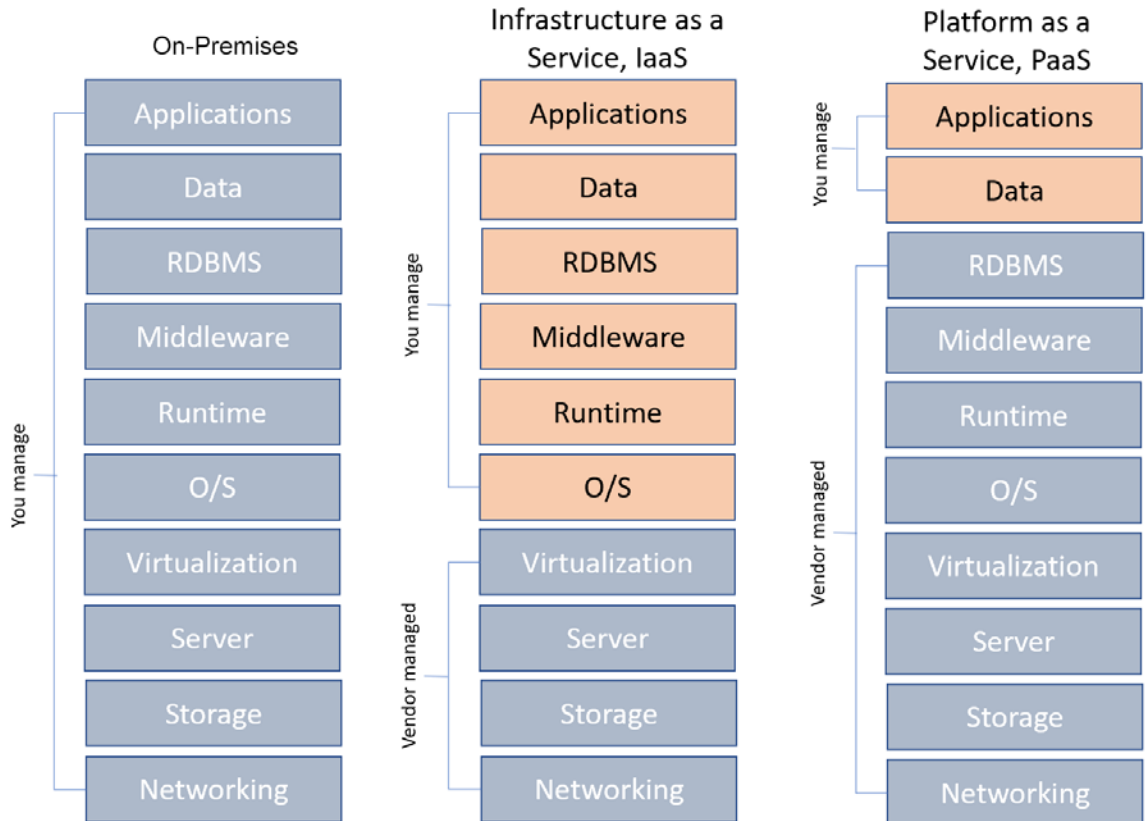 On-Premises
You manage
Applications
Data
RDBMS
Middleware
Runtime
O/S
Virtualization
Server
Storage
Networking
Infrastructure as a
Service, IaaS
You manage
Applications
Data
RDBMS
Middleware
Runtime
O/S
Vendor managed
Virtualization
Server
Storage
Networking
Platform as a
Service, PaaS
You manage
Applications
Data
Vendor managed
RDBMS
Middleware
Runtime
O/S
Virtualization
Server
Storage
Networking